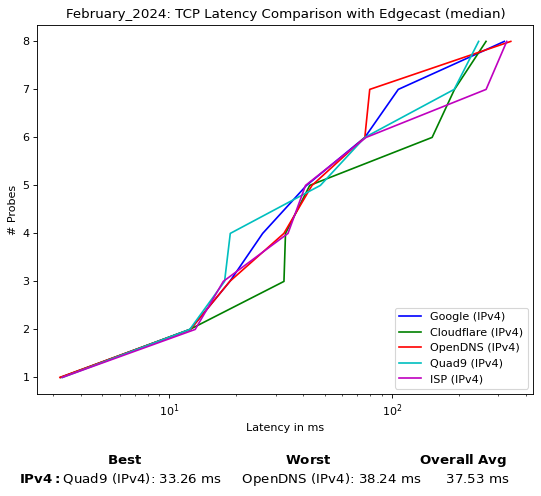 February_2024: TCP Latency Comparison with Edgecast (median)
8
7
6
5
4
3
2
1
# Probes
Google (IPv4)
Cloudflare (IPv4)
OpenDNS (IPv4)
Quad9 (IPv4)
ISP (IPv4)
10¹ 10²
Latency in ms
Best Worst Overall Avg
IPv4: Quad9 (IPv4): 33.26 ms OpenDNS (IPv4): 38.24 ms 37.53 ms